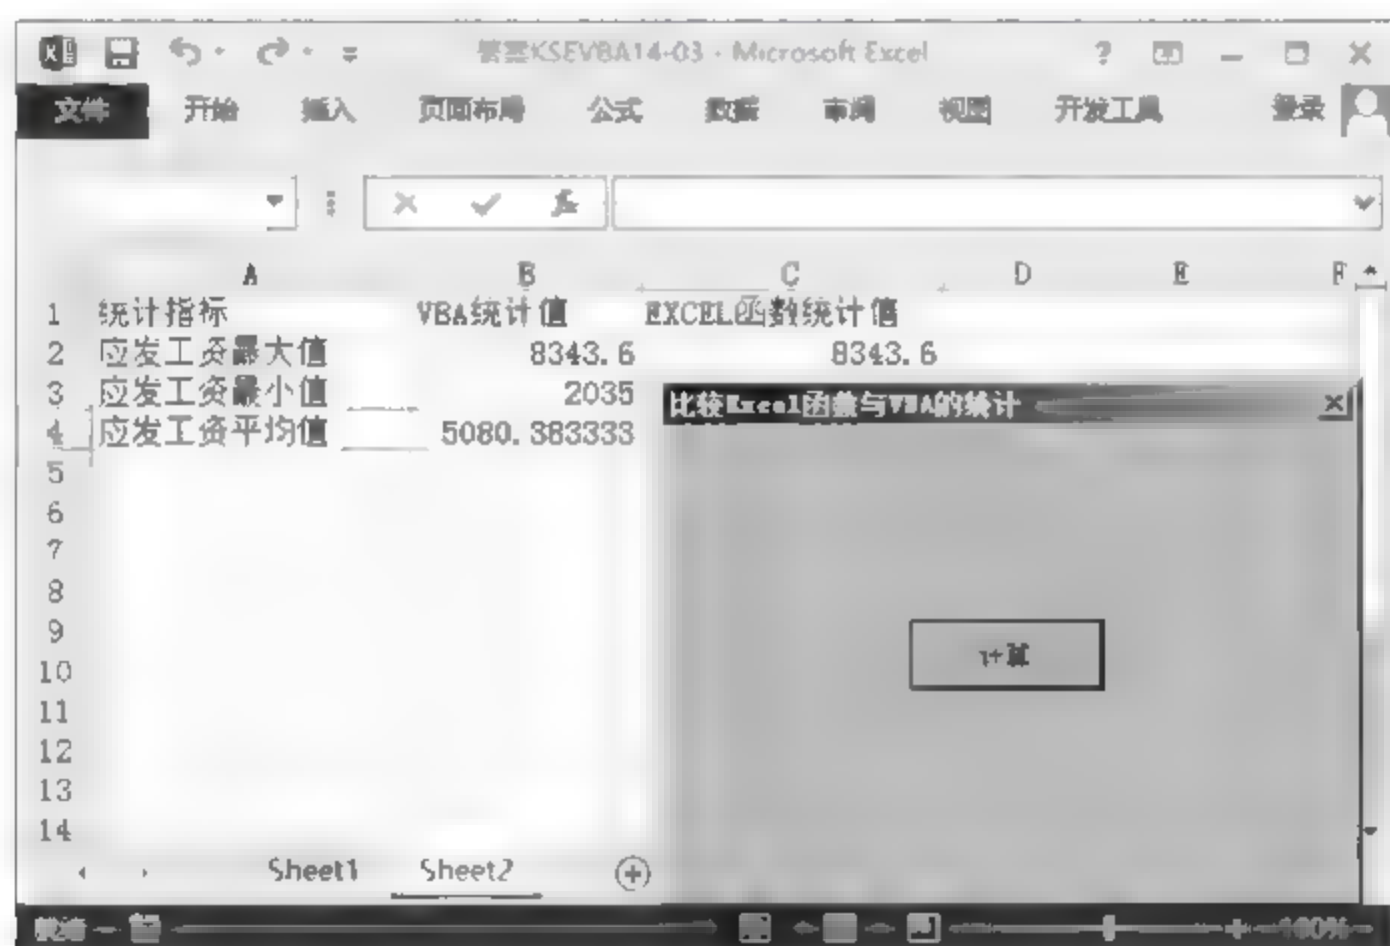 答案KSEVBA14-03 - Microsoft Excel
文件 开始 插入 页面布局 公式 数据 审阅 视图 开发工具 登录
A B C D E F
1 统计指标 VBA统计值 EXCEL函数统计值
2 应发工资最大值 8343.6 8343.6
3 应发工资最小值 2035
比较Excel函数与VBA的统计
4 应发工资平均值 5080.383333
5
6
7
8
9
计算
10
11
12
13
14
Sheet1 Sheet2
就绪 100%